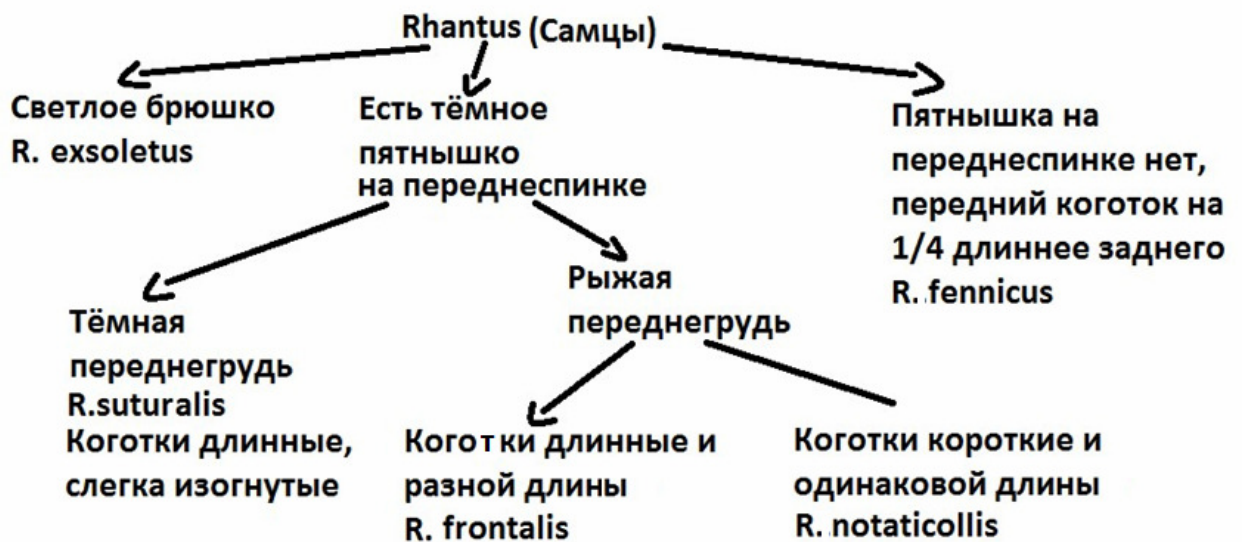 Rhantus (Самцы)
Светлое брюшко
R. exsoletus
Есть тёмное
пятнышко
на переднеспинке
Пятнышка на
переднеспинке нет,
передний коготок на
1/4 длиннее заднего
R. fennicus
Тёмная
переднегрудь
R.suturalis
Коготки длинные,
слегка изогнутые
Рыжая
переднегрудь
Коготки длинные и
разной длины
R. frontalis
Коготки короткие и
одинаковой длины
R. notaticollis